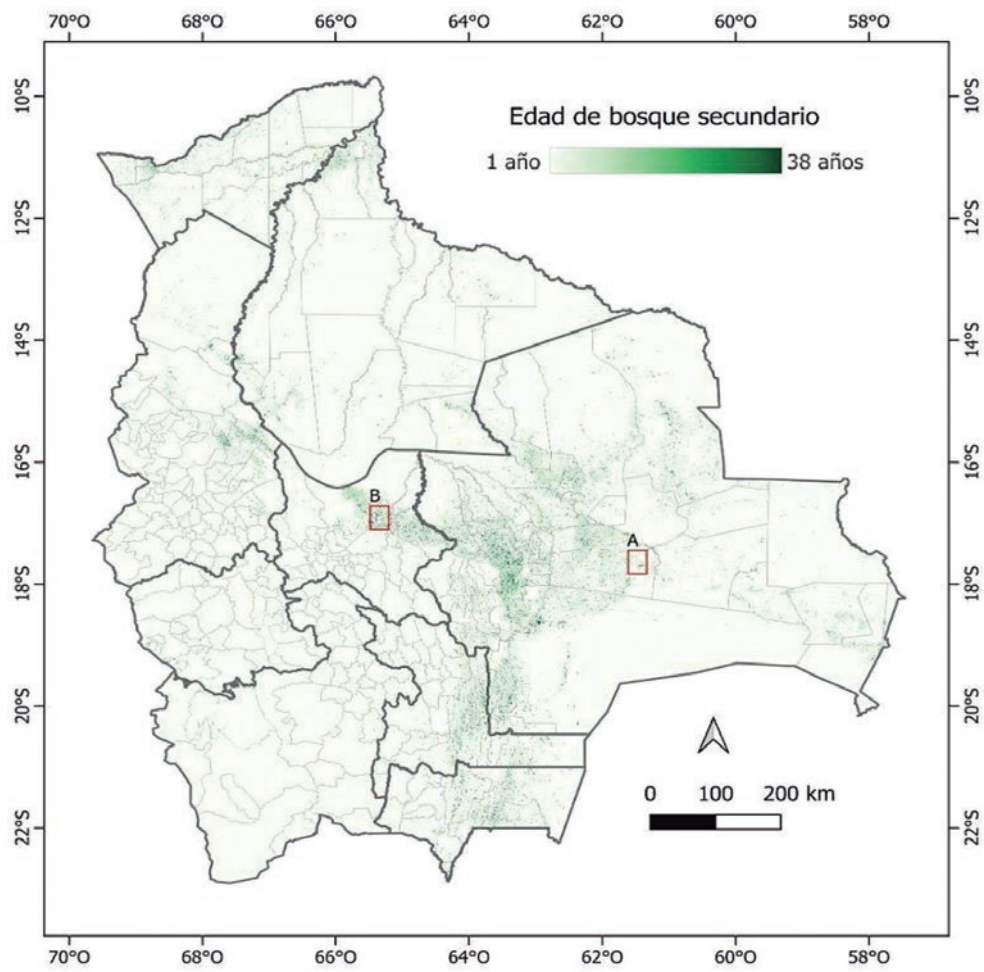 70°O 68°O 66°O 64°O 62°O 60°O 58°O
10°S 10°S
Edad de bosque secundario
1 año 38 años
12°S 12°S
14°S 14°S
16°S 16°S
B
A
18°S 18°S
20°S 20°S
0 100 200 km
22°S 22°S
70°O 68°O 66°O 64°O 62°O 60°O 58°O